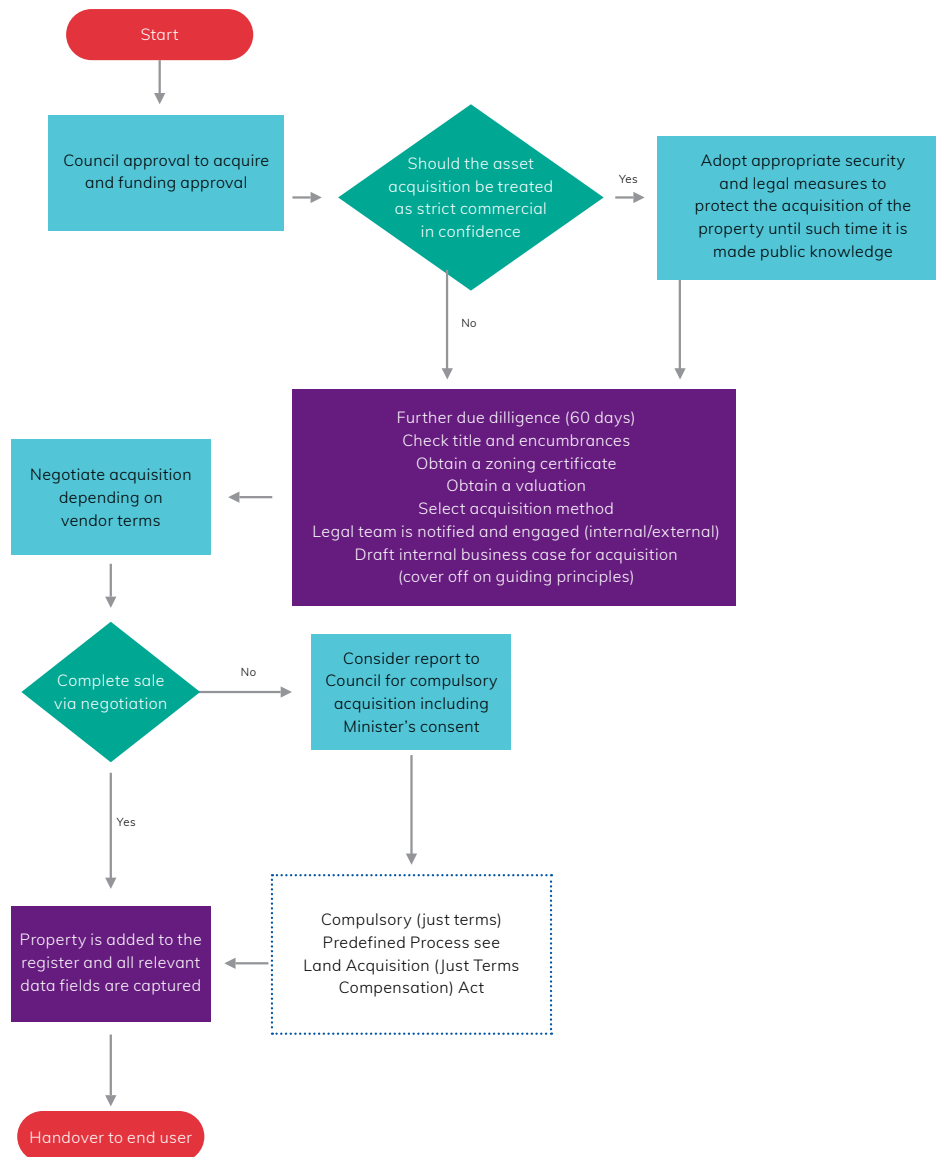 Start
Council approval to acquire
and funding approval
Should the asset
acquisition be treated
as strict commercial
in confidence
Yes
Adopt appropriate security
and legal measures to
protect the acquisition of the
property until such time it is
made public knowledge
No
Further due dilligence (60 days)
Check title and encumbrances
Obtain a zoning certificate
Obtain a valuation
Select acquisition method
Legal team is notified and engaged (internal/external)
Draft internal business case for acquisition
(cover off on guiding principles)
Negotiate acquisition
depending on
vendor terms
Complete sale
via negotiation
No
Consider report to
Council for compulsory
acquisition including
Minister’s consent
Yes
Compulsory (just terms)
Predefined Process see
Land Acquisition (Just Terms
Compensation) Act
Property is added to the
register and all relevant
data fields are captured
Handover to end user